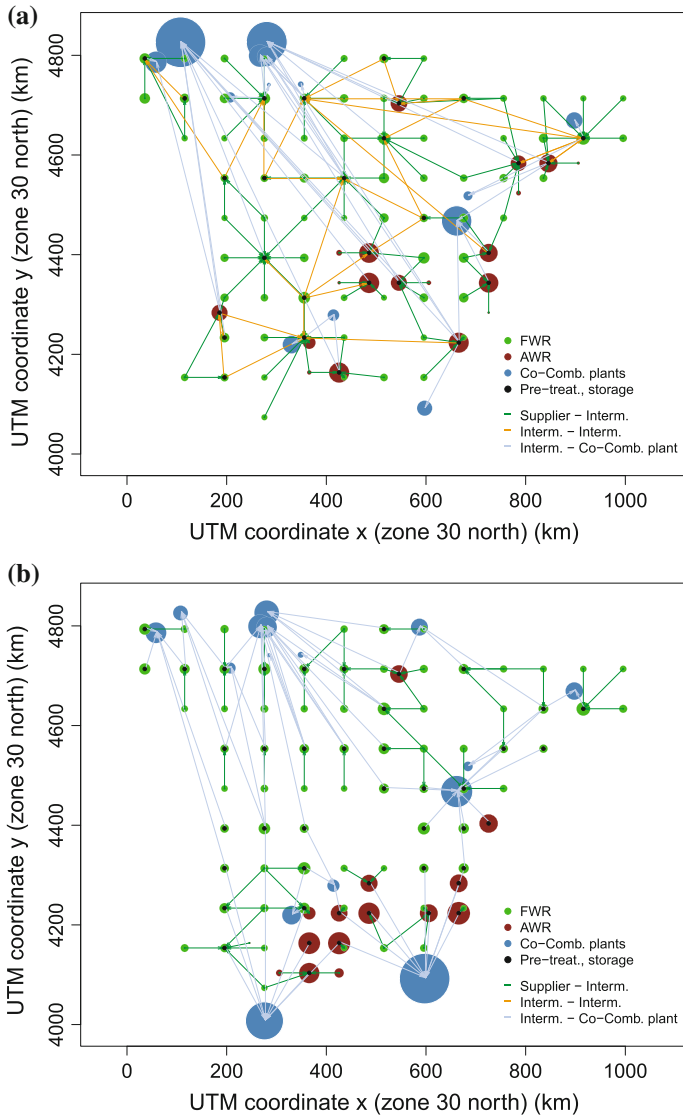 (a)
UTM coordinate y (zone 30 north) (km)
4800
4600
4400
4200
4000
FWR
AWR
Co−Comb. plants
Pre−treat., storage
Supplier − Interm.
Interm. − Interm.
Interm. − Co−Comb. plant
0 200 400 600 800 1000
UTM coordinate x (zone 30 north) (km)
(b)
UTM coordinate y (zone 30 north) (km)
4800
4600
4400
4200
4000
FWR
AWR
Co−Comb. plants
Pre−treat., storage
Supplier − Interm.
Interm. − Interm.
Interm. − Co−Comb. plant
0 200 400 600 800 1000
UTM coordinate x (zone 30 north) (km)